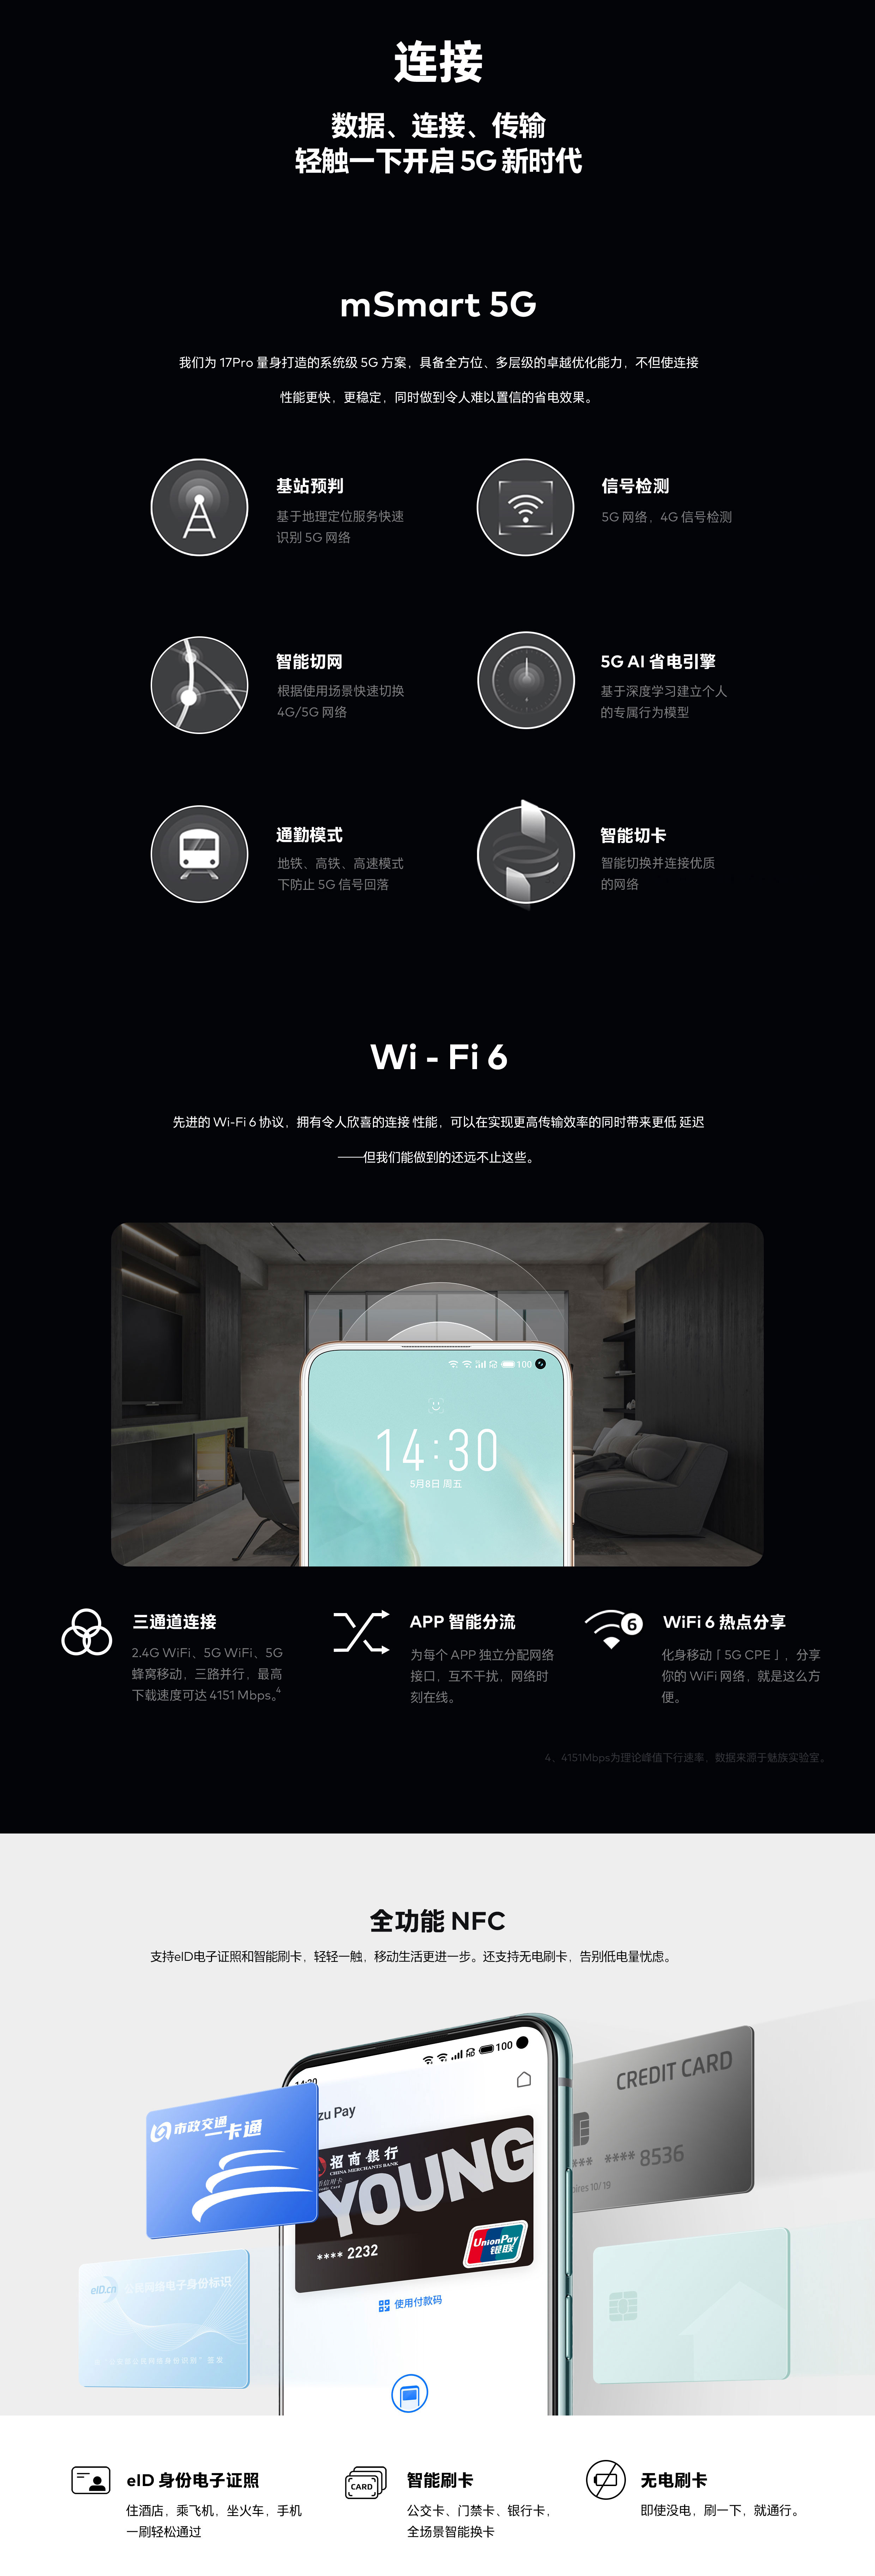 连接
数据、连接、传输
轻触一下开启 5G 新时代
mSmart 5G
我们为 17Pro 量身打造的系统级 5G 方案，具备全方位、多层级的卓越优化能力，不但使连接
性能更快，更稳定，同时做到令人难以置信的省电效果。
基站预判
基于地理定位服务快速
识别 5G 网络
信号检测
5G 网络，4G 信号检测
智能切网
根据使用场景快速切换
4G/5G 网络
5G AI 省电引擎
基于深度学习建立个人
的专属行为模型
通勤模式
地铁、高铁、高速模式
下防止 5G 信号回落
智能切卡
智能切换并连接优质
的网络
Wi - Fi 6
先进的 Wi-Fi 6 协议，拥有令人欣喜的连接 性能，可以在实现更高传输效率的同时带来更低 延迟
——但我们能做到的还远不止这些。
100
14:30
5月8日 周五
三通道连接
2.4G WiFi、5G WiFi、5G
蜂窝移动，三路并行，最高
下载速度可达 4151 Mbps。4
APP 智能分流
为每个 APP 独立分配网络
接口，互不干扰，网络时
刻在线。
6
WiFi 6 热点分享
化身移动「 5G CPE 」，分享
你的 WiFi 网络，就是这么方
便。
4、4151Mbps为理论峰值下行速率，数据来源于魅族实验室。
全功能 NFC
支持eID电子证照和智能刷卡，轻轻一触，移动生活更进一步。还支持无电刷卡，告别低电量忧虑。
100
14:30
zu Pay
市政交通
一卡通
招商银行
CHINA MERCHANTS BANK
YOUNG
**** 2232
UnionPay
银联
使用付款码
CREDIT CARD
*** **** 8536
pires 10/19
eID.cn
公民网络电子身份标识
eID 身份电子证照
住酒店，乘飞机，坐火车，手机
一刷轻松通过
CARD
智能刷卡
公交卡、门禁卡、银行卡，
全场景智能换卡
无电刷卡
即使没电，刷一下，就通行。